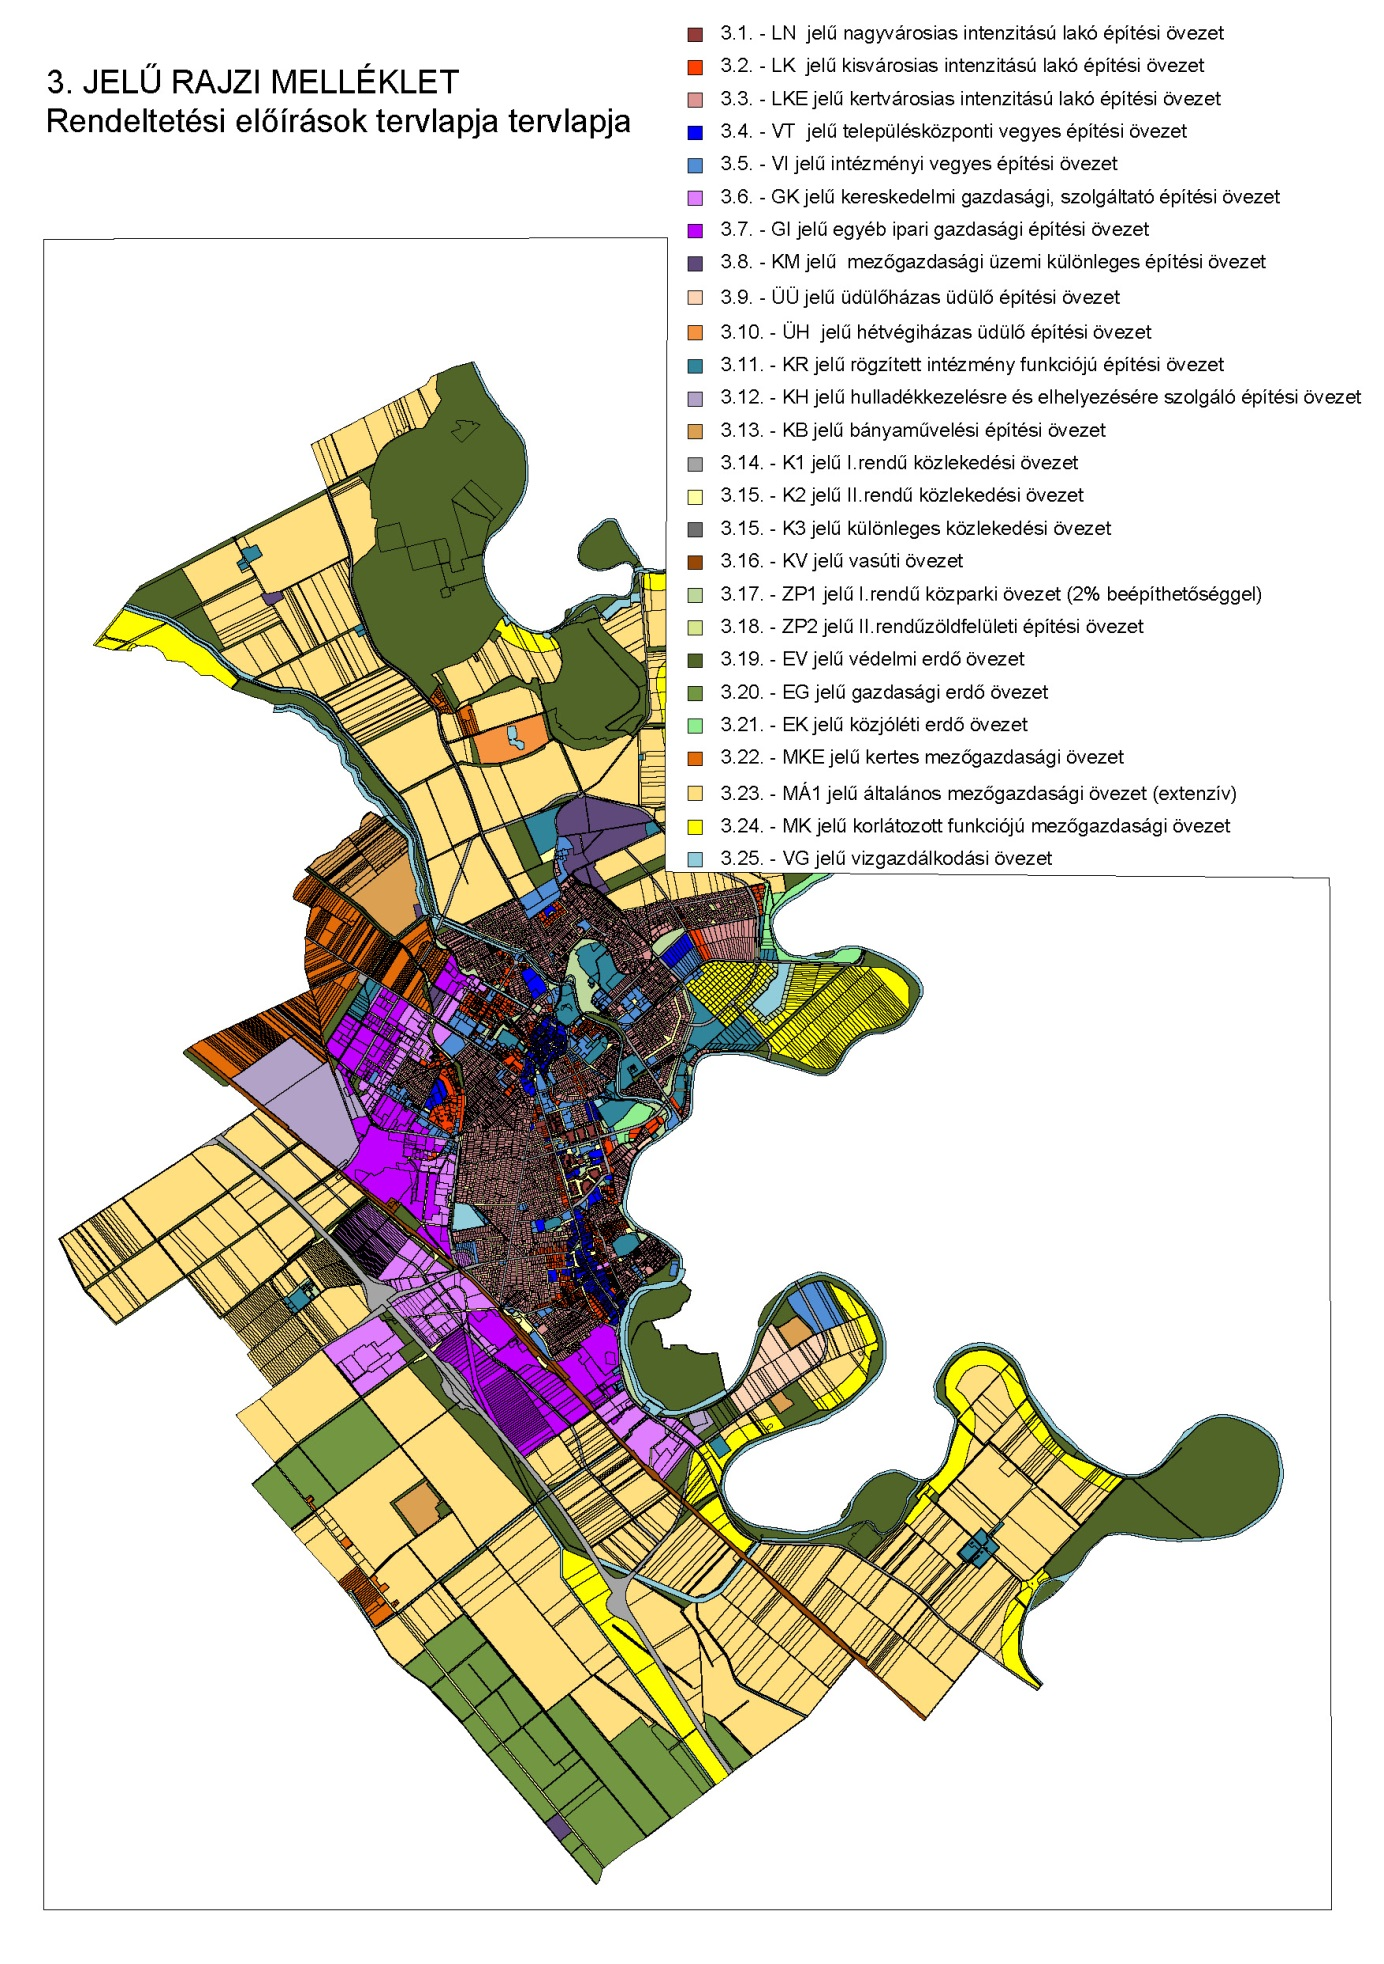 3. JELŰ RAJZI MELLÉKLET
Rendeltetési előírások tervlapja tervlapja
3.1. - LN jelű nagyvárosias intenzitású lakó építési övezet
3.2. - LK jelű kisvárosias intenzitású lakó építési övezet
3.3. - LKE jelű kertvárosias intenzitású lakó építési övezet
3.4. - VT jelű településközponti vegyes építési övezet
3.5. - VI jelű intézményi vegyes építési övezet
3.6. - GK jelű kereskedelmi gazdasági, szolgáltató építési övezet
3.7. - GI jelű egyéb ipari gazdasági építési övezet
3.8. - KM jelű mezőgazdasági üzemi különleges építési övezet
3.9. - ÜÜ jelű üdülőházas üdülő építési övezet
3.10. - ÜH jelű hétvégiházas üdülő építési övezet
3.11. - KR jelű rögzített intézmény funkciójú építési övezet
3.12. - KH jelű hulladékkezelésre és elhelyezésére szolgáló építési övezet
3.13. - KB jelű bányaművelési építési övezet
3.14. - K1 jelű I.rendű közlekedési övezet
3.15. - K2 jelű II.rendű közlekedési övezet
3.15. - K3 jelű különleges közlekedési övezet
3.16. - KV jelű vasúti övezet
3.17. - ZP1 jelű I.rendű közparki övezet (2% beépíthetőséggel)
3.18. - ZP2 jelű II.rendűzöldfelületi építési övezet
3.19. - EV jelű védelmi erdő övezet
3.20. - EG jelű gazdasági erdő övezet
3.21. - EK jelű közjóléti erdő övezet
3.22. - MKE jelű kertes mezőgazdasági övezet
3.23. - MÁ1 jelű általános mezőgazdasági övezet (extenzív)
3.24. - MK jelű korlátozott funkciójú mezőgazdasági övezet
3.25. - VG jelű vizgazdálkodási övezet